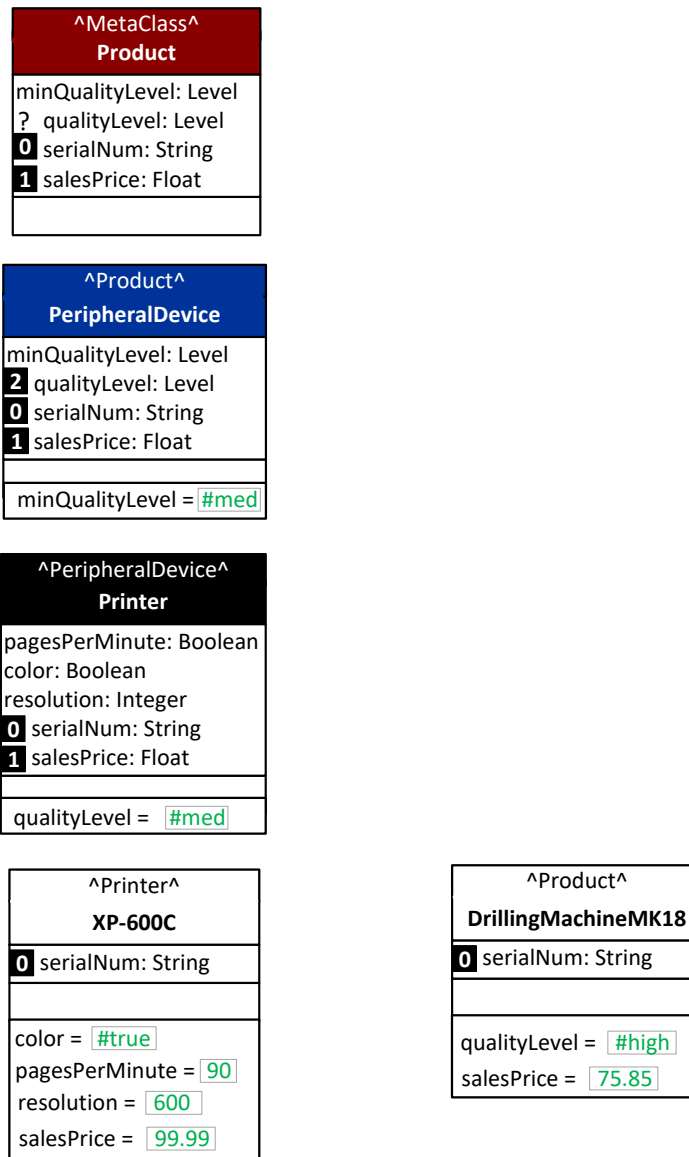 ^MetaClass^
Product
minQualityLevel: Level
? qualityLevel: Level
0 serialNum: String
1 salesPrice: Float
^Product^
PeripheralDevice
minQualityLevel: Level
2 qualityLevel: Level
0 serialNum: String
1 salesPrice: Float
minQualityLevel = #med
^PeripheralDevice^
Printer
pagesPerMinute: Boolean
color: Boolean
resolution: Integer
0 serialNum: String
1 salesPrice: Float
qualityLevel = #med
^Printer^
XP-600C
0 serialNum: String
color = #true
pagesPerMinute = 90
resolution = 600
salesPrice = 99.99
^Product^
DrillingMachineMK18
0 serialNum: String
qualityLevel = #high
salesPrice = 75.85